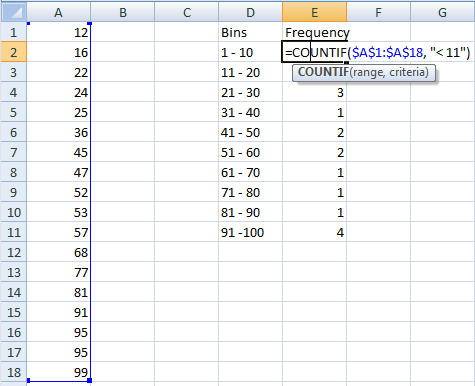 A B C D E F G
1 12 Bins Frequency
2 16 1 - 10 =COUNTIF($A$1:$A$18, "< 11")
3 22 11 - 20 COUNTIF(range, criteria)
4 24 21 - 30 3
5 25 31 - 40 1
6 36 41 - 50 2
7 45 51 - 60 2
8 47 61 - 70 1
9 52 71 - 80 1
10 53 81 - 90 1
11 57 91 -100 4
12 68
13 77
14 81
15 91
16 95
17 95
18 99